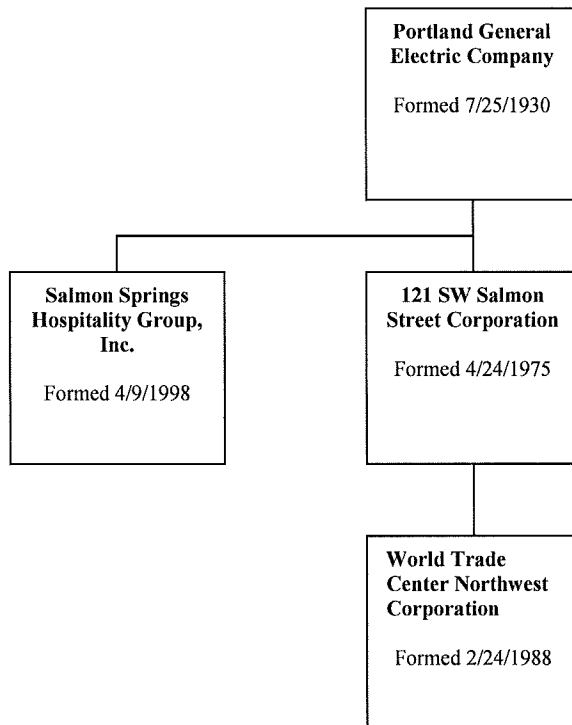 Portland General
Electric Company
Formed 7/25/1930
Salmon Springs
Hospitality Group,
Inc.
Formed 4/9/1998
121 SW Salmon
Street Corporation
Formed 4/24/1975
World Trade
Center Northwest
Corporation
Formed 2/24/1988